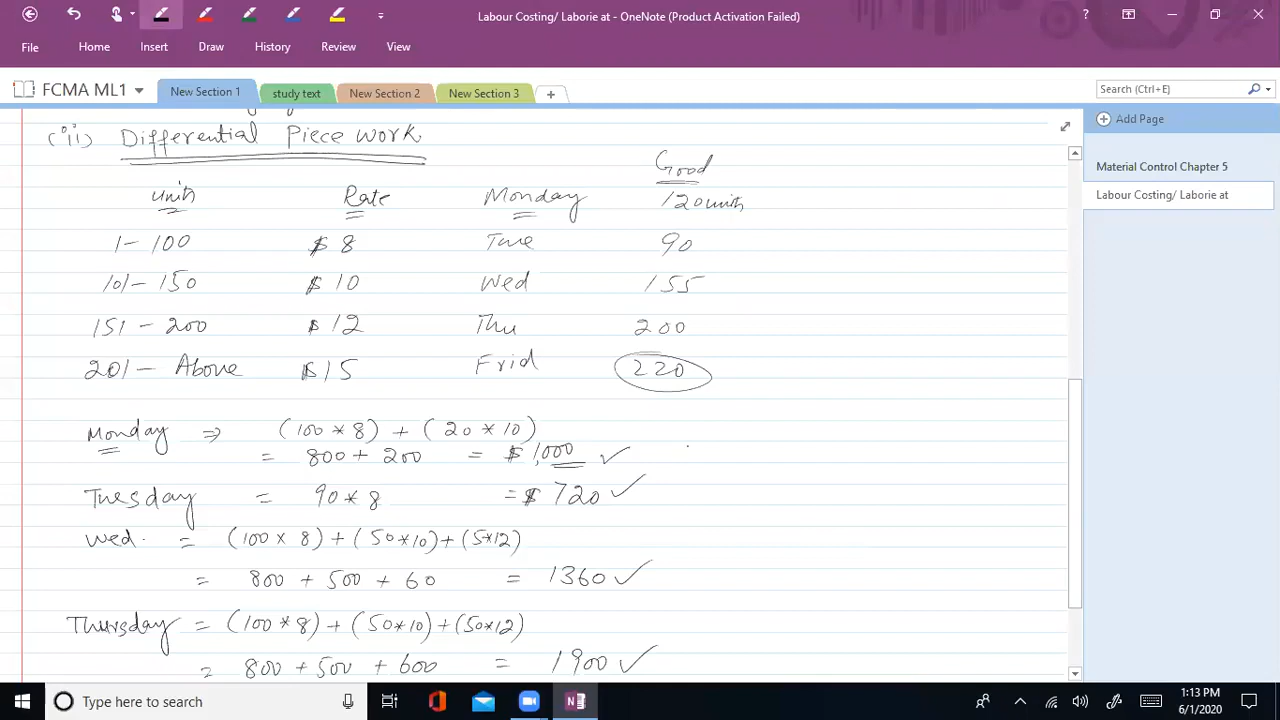 Labour Costing/ Laborie at - OneNote (Product Activation Failed)
File Home Insert Draw History Review View
FCMA ML1 New Section 1 study text New Section 2 New Section 3
Search (Ctrl+E)
Add Page
Material Control Chapter 5
Labour Costing/ Laborie at
(ii) Differential Piece Work.
Good
Units Rate Monday 120 units
1 - 100 $ 8 Tue 90
101 - 150 $ 10 Wed 155
151 - 200 $ 12 Thu 200
201 - Above $ 15 Frid 220
Monday ⇒ (100 * 8) + (20 * 10)
= 800 + 200 = $ 1,000 ✓
Tuesday = 90 * 8 = $ 720 ✓
Wed. = (100 * 8) + (50 * 10) + (5 * 12)
= 800 + 500 + 60 = 1360 ✓
Thursday = (100 * 8) + (50 * 10) + (50 * 12)
= 800 + 500 + 600 = 1900 ✓
Type here to search
1:13 PM
6/1/2020